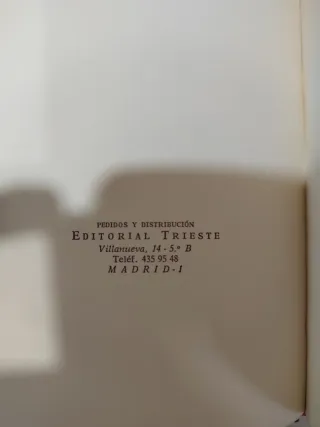 PEDIDOS Y DISTRIBUCIÓN
EDITORIAL TRIESTE
Villanueva, 14 - 5.º B
Teléf. 435 95 48
MADRID-1